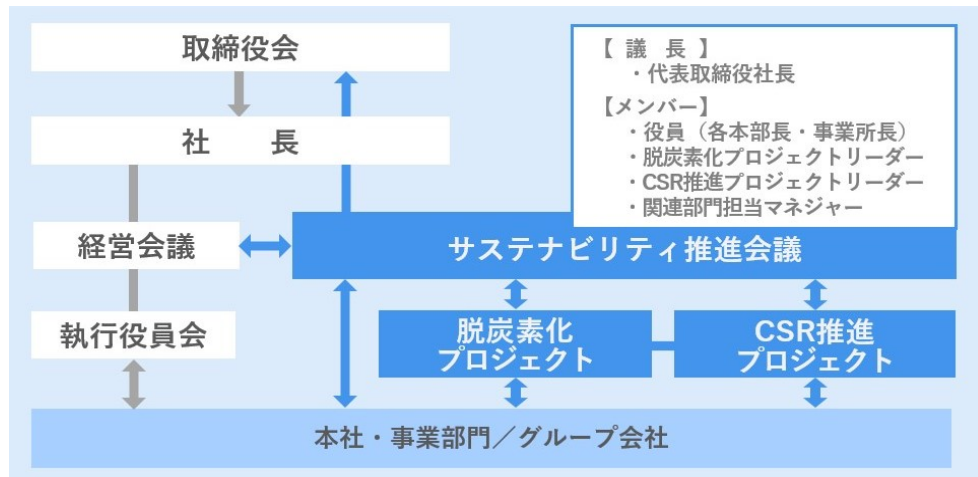 取締役会
社　　長
経営会議
執行役員会
【 議　長 】
・代表取締役社長
【メンバー】
・役員（各本部長・事業所長）
・脱炭素化プロジェクトリーダー
・CSR推進プロジェクトリーダー
・関連部門担当マネジャー
サステナビリティ推進会議
脱炭素化
プロジェクト
CSR推進
プロジェクト
本社・事業部門／グループ会社